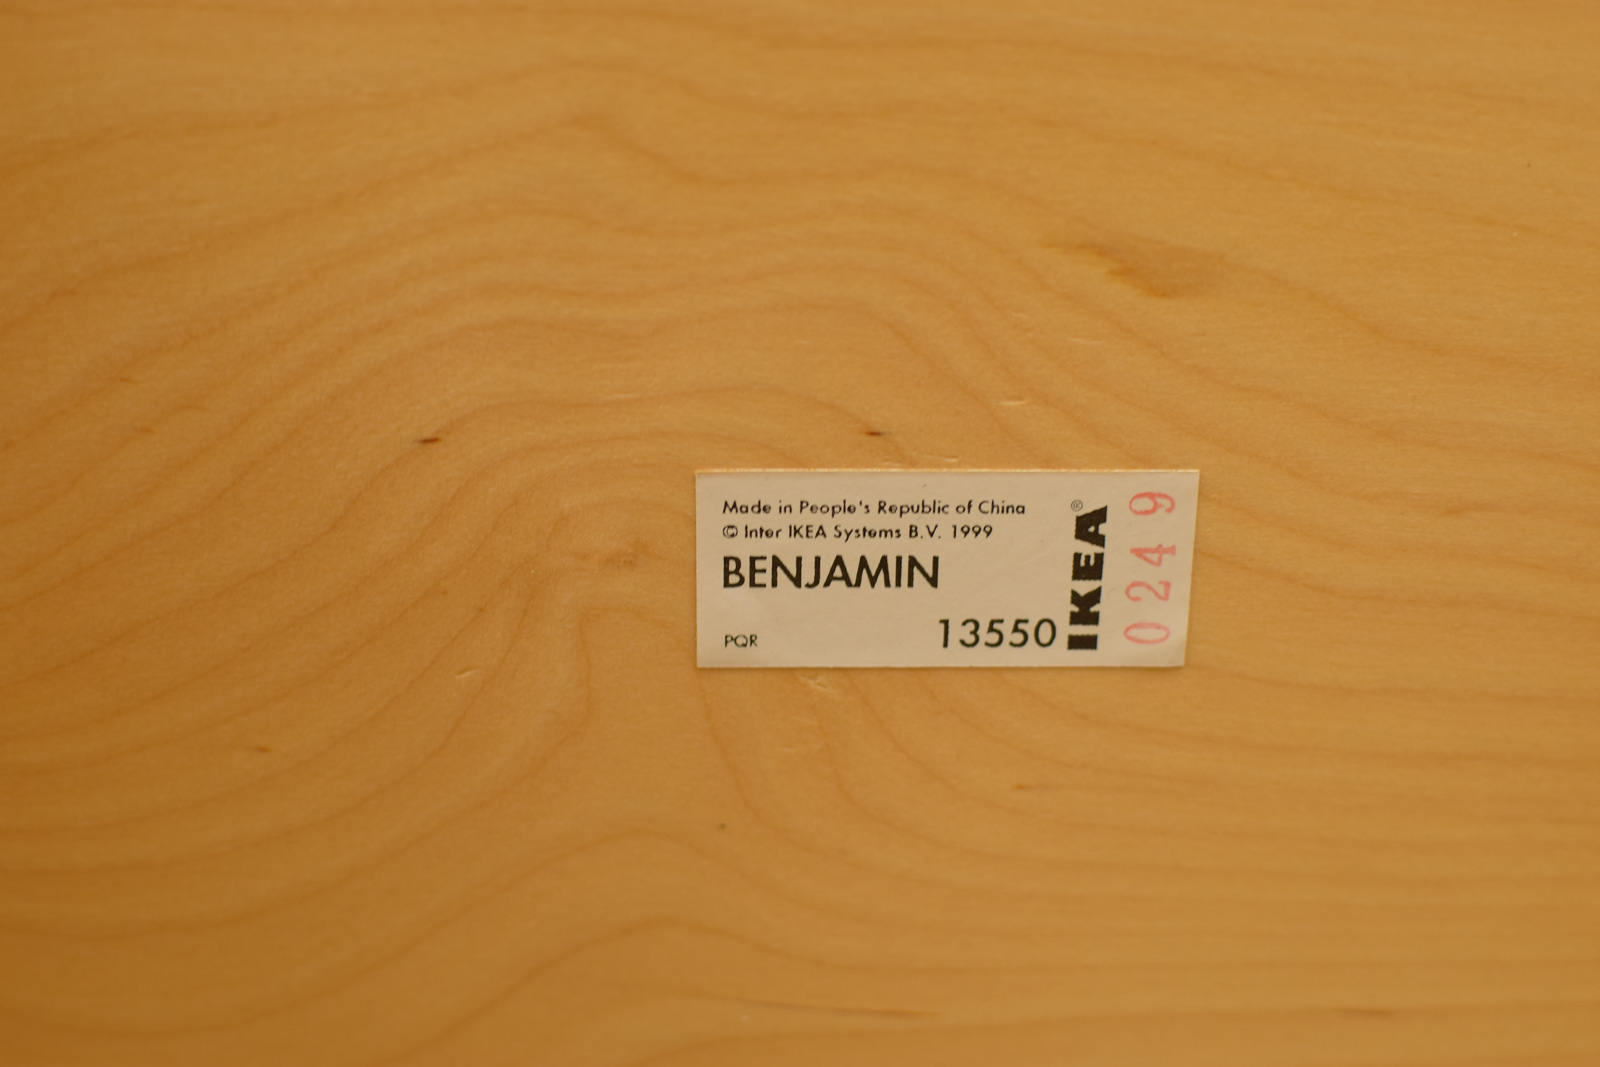 Made in People's Republic of China
© Inter IKEA Systems B.V. 1999
BENJAMIN
PQR
13550
IKEA®
0249